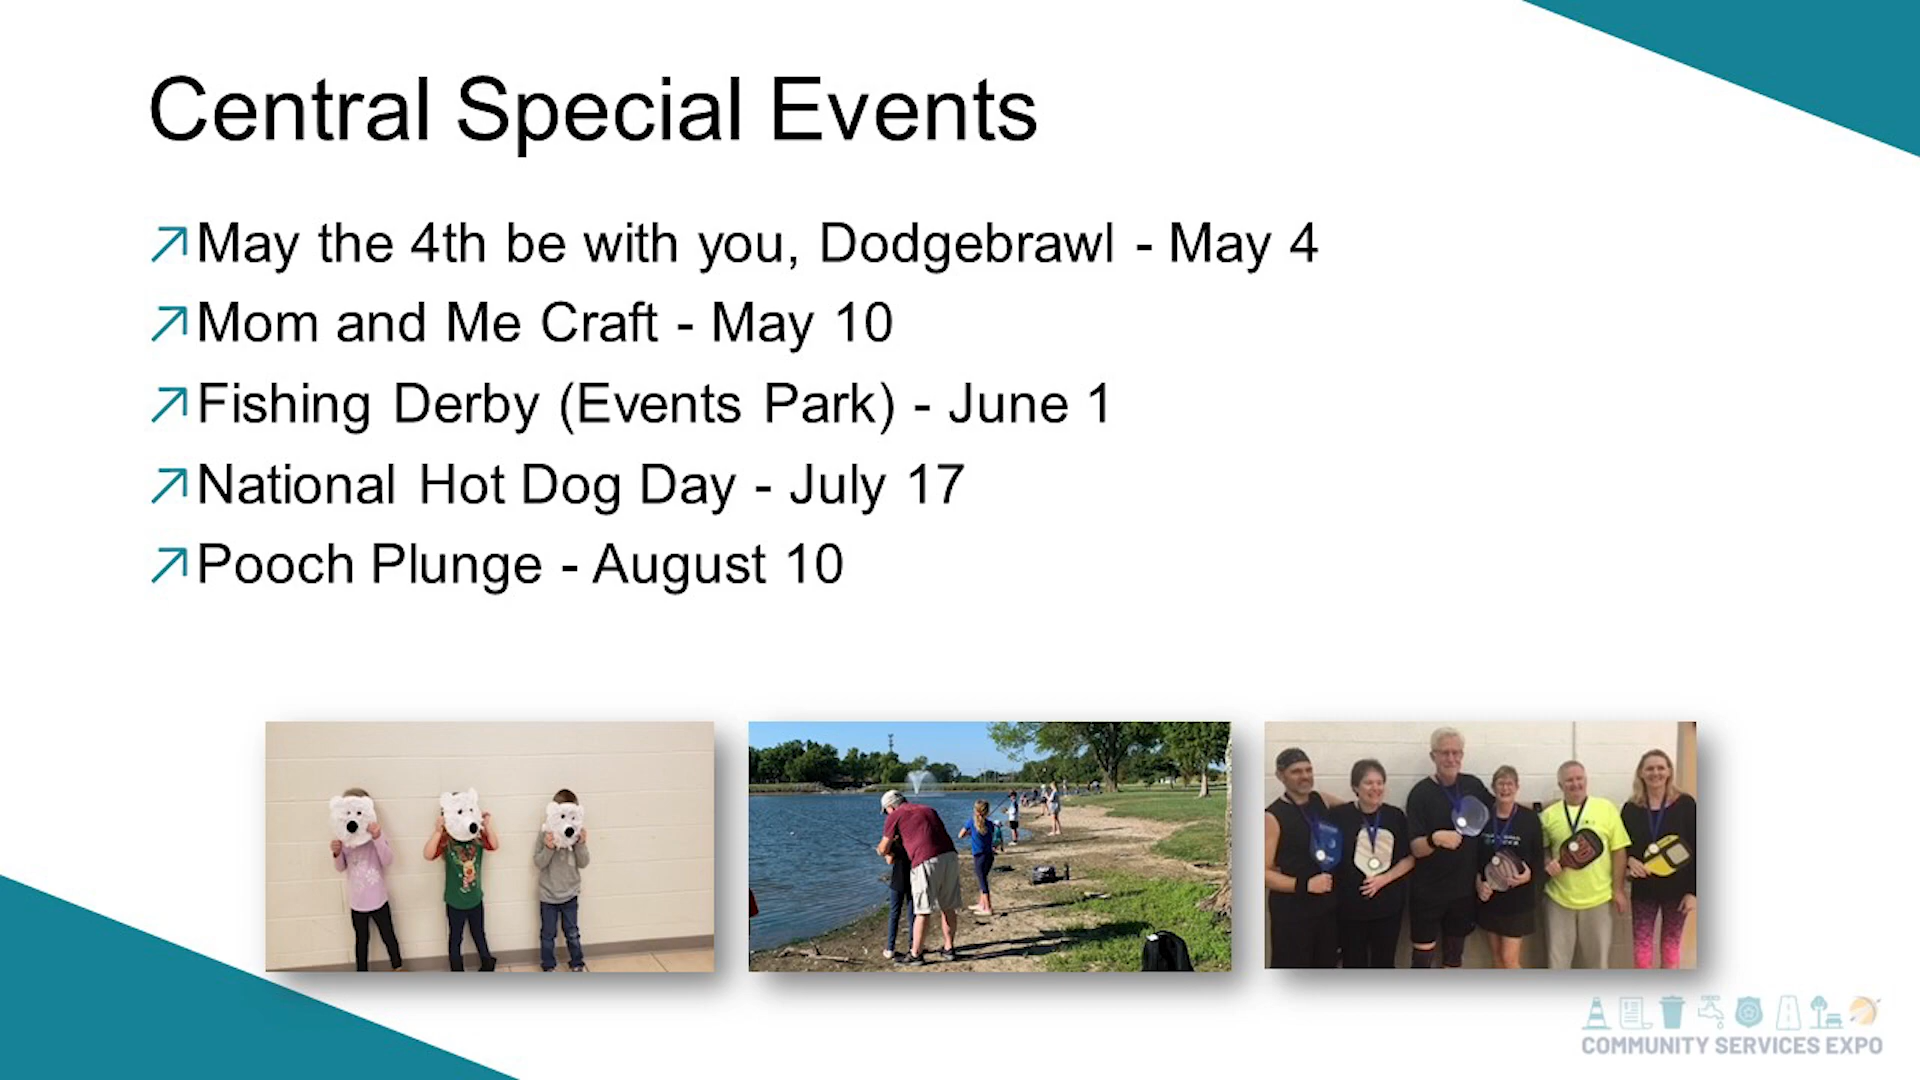 Central Special Events
May the 4th be with you, Dodgebrawl - May 4
Mom and Me Craft - May 10
Fishing Derby (Events Park) - June 1
National Hot Dog Day - July 17
Pooch Plunge - August 10
COMMUNITY SERVICES EXPO